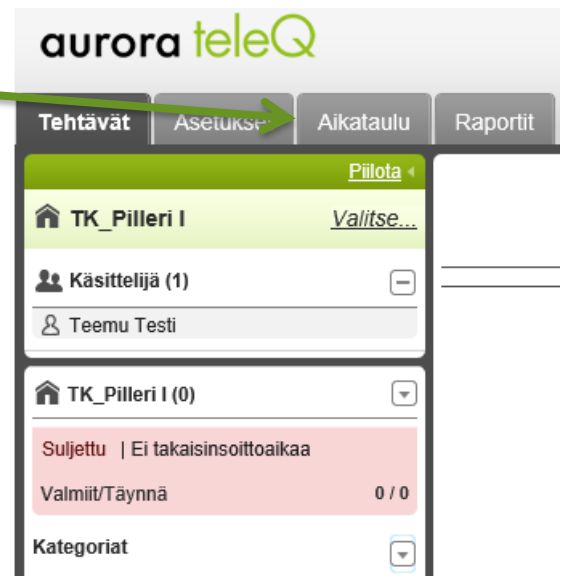 aurora teleQ
Tehtävät Asetukset Aikataulu Raportit
Piilota
TK_Pilleri I Valitse...
Käsittelijä (1)
Teemu Testi
TK_Pilleri I (0)
Suljettu | Ei takaisinsoittoaikaa
Valmiit/Täynnä 0 / 0
Kategoriat